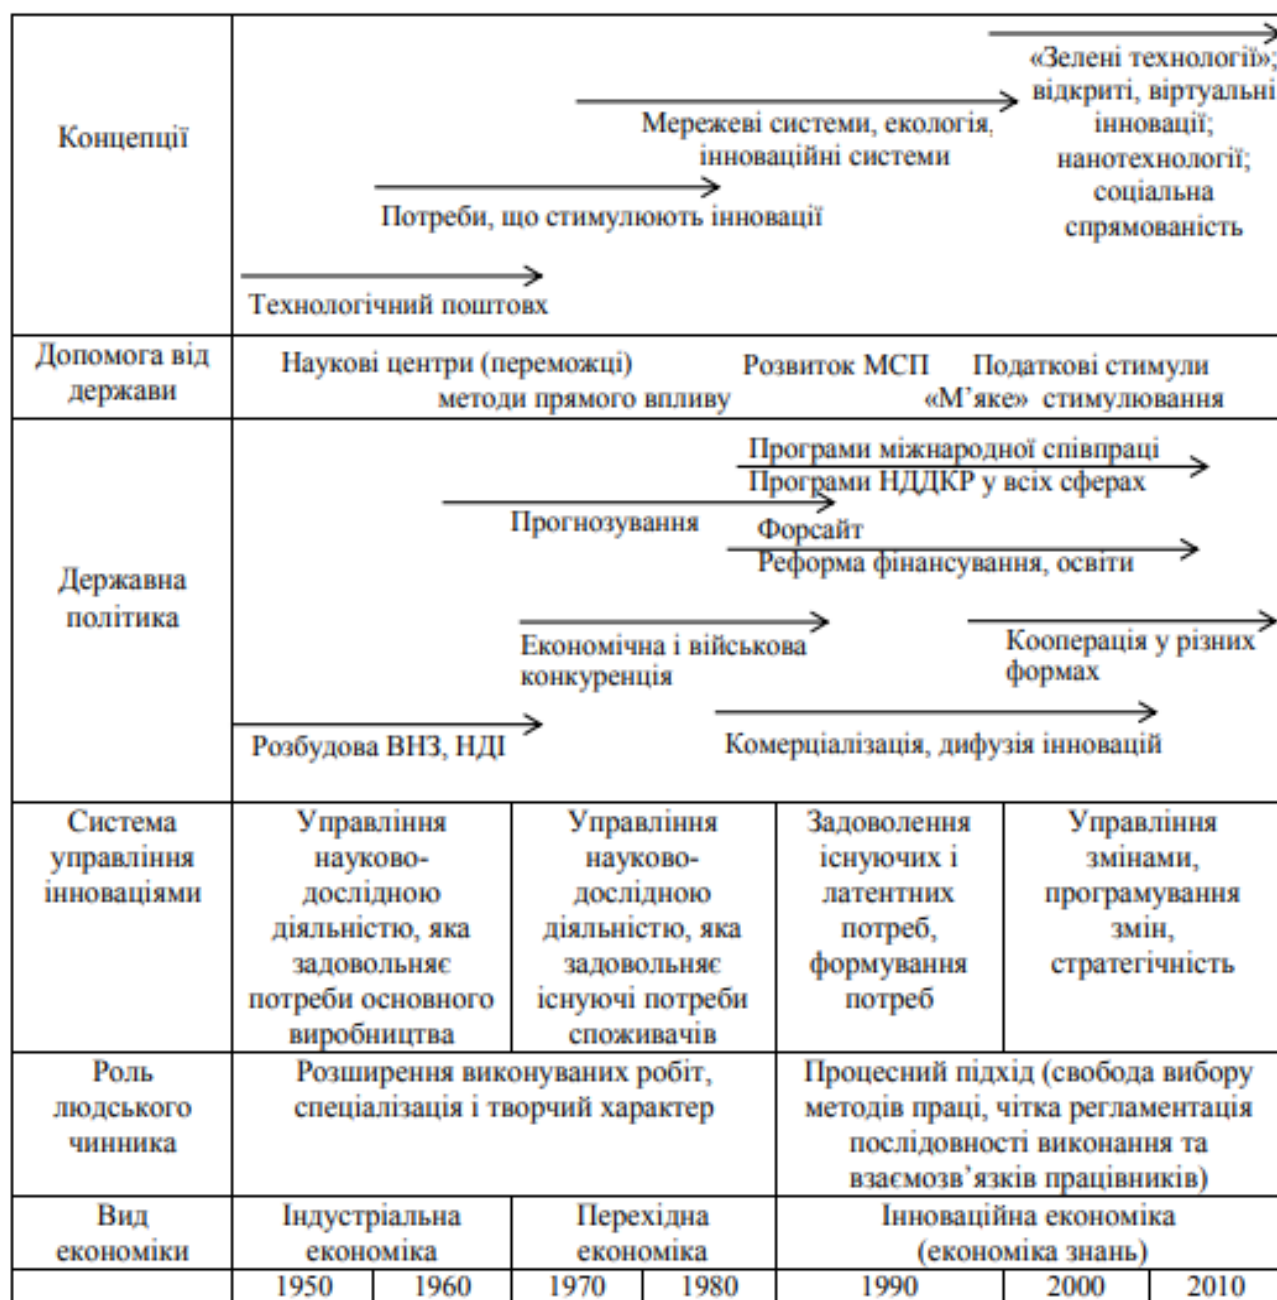 Концепції
«Зелені технології»;
відкриті, віртуальні
інновації;
нанотехнології;
соціальна
спрямованість
Мережеві системи, екологія,
інноваційні системи
Потреби, що стимулюють інновації
Технологічний поштовх
Допомога від
держави
Наукові центри (переможці)
методи прямого впливу
Розвиток МСП
Податкові стимули
«М’яке» стимулювання
Державна
політика
Програми міжнародної співпраці
Програми НДДКР у всіх сферах
Прогнозування
Форсайт
Реформа фінансування, освіти
Економічна і військова
конкуренція
Кооперація у різних
формах
Розбудова ВНЗ, НДІ
Комерціалізація, дифузія інновацій
Система
управління
інноваціями
Управління
науково-
дослідною
діяльністю, яка
задовольняє
потреби основного
виробництва
Управління
науково-
дослідною
діяльністю, яка
задовольняє
існуючі потреби
споживачів
Задоволення
існуючих і
латентних
потреб,
формування
потреб
Управління
змінами,
програмування
змін,
стратегічність
Роль
людського
чинника
Розширення виконуваних робіт,
спеціалізація і творчий характер
Процесний підхід (свобода вибору
методів праці, чітка регламентація
послідовності виконання та
взаємозв’язків працівників)
Вид
економіки
Індустріальна
економіка
Перехідна
економіка
Інноваційна економіка
(економіка знань)
1950 1960 1970 1980 1990 2000 2010